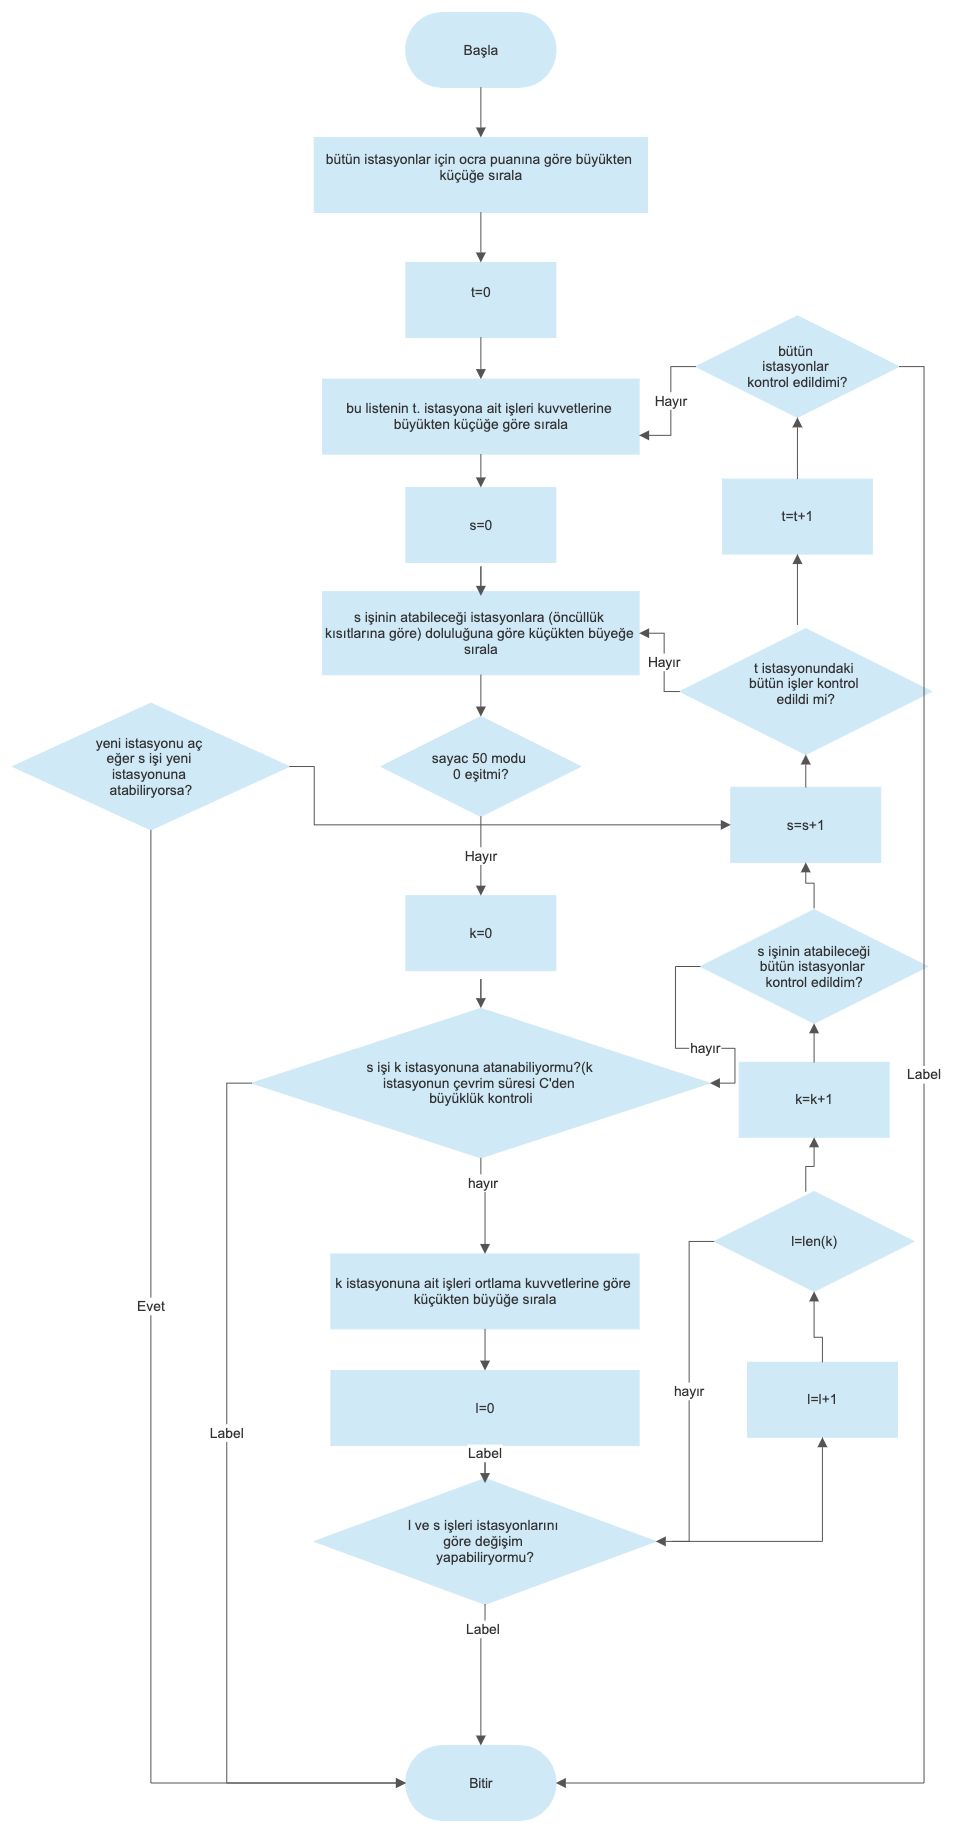 Başla
bütün istasyonlar için ocra puanına göre büyükten
küçüğe sırala
t=0
bütün
istasyonlar
kontrol edildimi?
Hayır
bu listenin t. istasyona ait işleri kuvvetlerine
büyükten küçüğe göre sırala
t=t+1
s=0
s işinin atabileceği istasyonlara (öncüllük
kısıtlarına göre) doluluğuna göre küçükten büyeğe
sırala
Hayır
t istasyonundaki
bütün işler kontrol
edildi mi?
yeni istasyonu aç
eğer s işi yeni
istasyonuna
atabiliryorsa?
sayac 50 modu
0 eşitmi?
s=s+1
Hayır
k=0
s işinin atabileceği
bütün istasyonlar
kontrol edildim?
hayır
s işi k istasyonuna atanabiliyormu?(k
istasyonun çevrim süresi C'den
büyüklük kontroli
Label
k=k+1
hayır
l=len(k)
k istasyonuna ait işleri ortlama kuvvetlerine göre
küçükten büyüğe sırala
Evet
hayır
l=l+1
l=0
Label
Label
l ve s işleri istasyonlarını
göre değişim
yapabiliryormu?
Label
Bitir